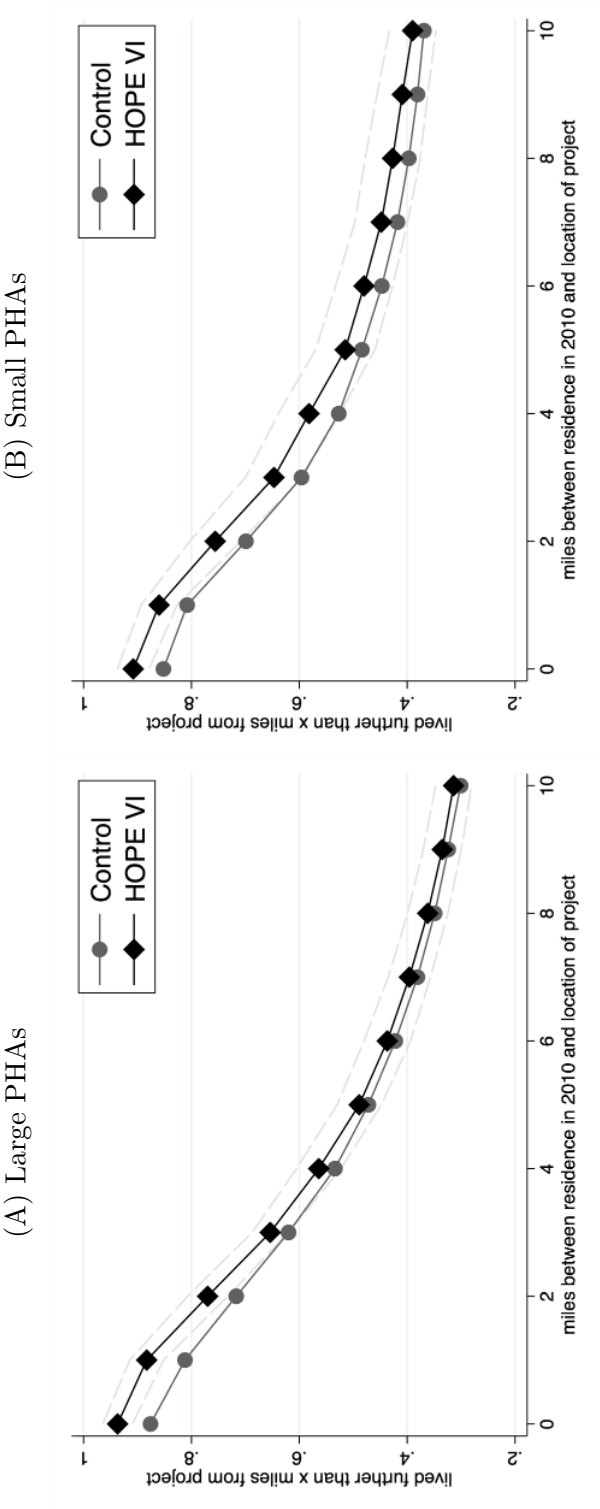 (A) Large PHAs
lived further than x miles from project
1
.8
.6
.4
.2
0
2
4
6
8
10
miles between residence in 2010 and location of project
Control
HOPE VI
(B) Small PHAs
lived further than x miles from project
1
.8
.6
.4
.2
0
2
4
6
8
10
miles between residence in 2010 and location of project
Control
HOPE VI